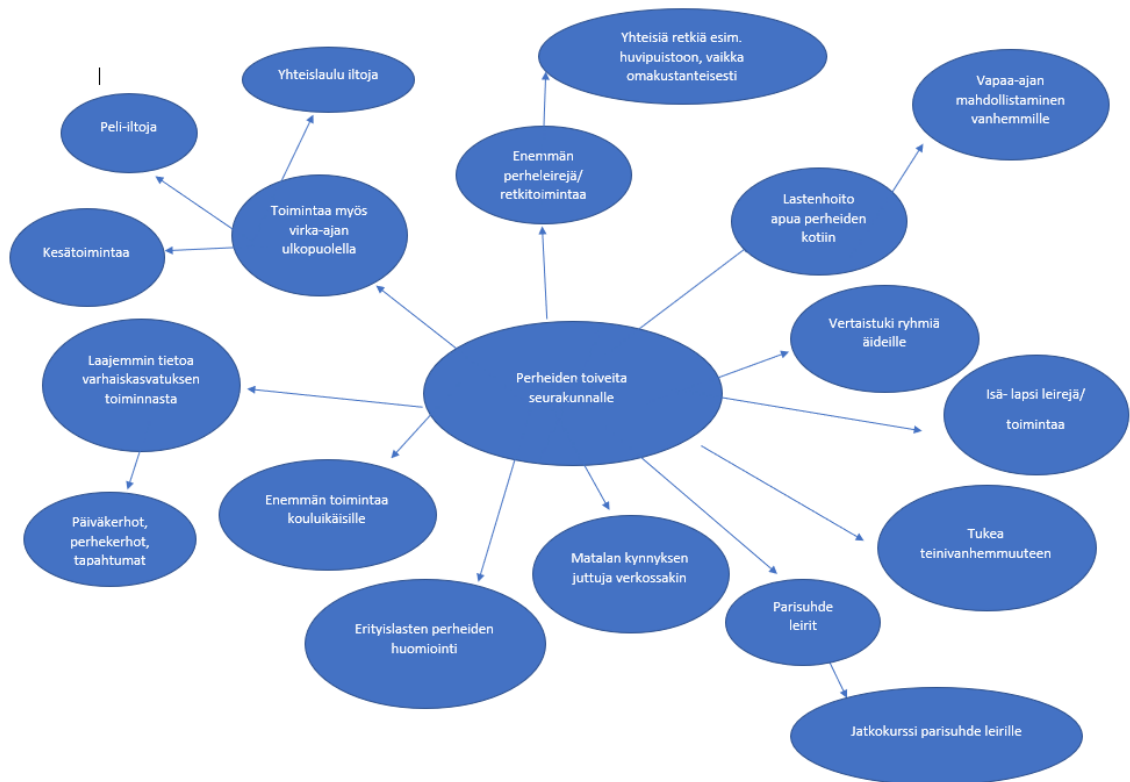 Yhteisiä retkiä esim.
huvipuistoon, vaikka
omakustanteisesti
Yhteislaulu iltoja
Vapaa-ajan
mahdollistaminen
vanhemmille
Peli-iltoja
Enemmän
perheleirejä/
retkitoimintaa
Lastenhoito
apua perheiden
kotiin
Toimintaa myös
virka-ajan
ulkopuolella
Kesätoimintaa
Vertaistuki ryhmiä
äideille
Laajemmin tietoa
varhaiskasvatuksen
toiminnasta
Perheiden toiveita
seurakunnalle
Isä- lapsi leirejä/
toimintaa
Enemmän toimintaa
kouluikäisille
Päiväkerhot,
perhekerhot,
tapahtumat
Tukea
teinivanhemmuuteen
Matalan kynnyksen
juttuja verkossakin
Parisuhde
leirit
Erityislasten perheiden
huomiointi
Jatkokurssi parisuhde leirille